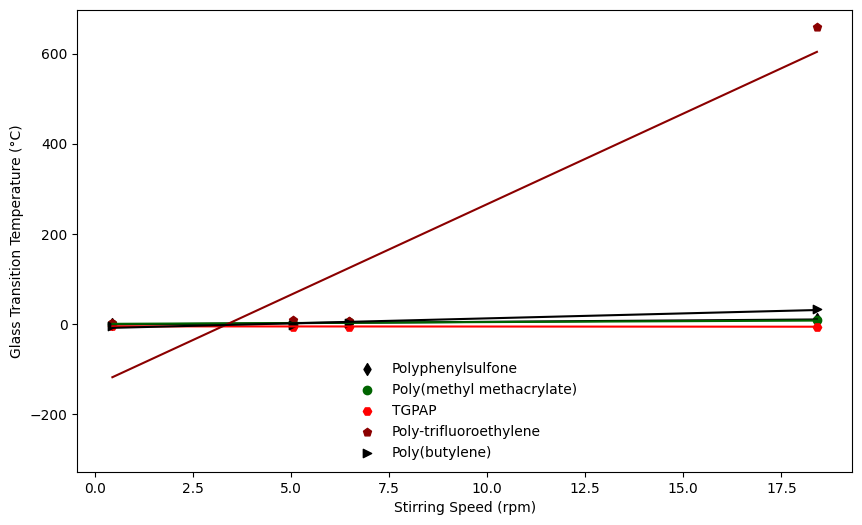 600
400
200
0
−200
Glass Transition Temperature (°C)
Polyphenylsulfone
Poly(methyl methacrylate)
TGPAP
Poly-trifluoroethylene
Poly(butylene)
0.0 2.5 5.0 7.5 10.0 12.5 15.0 17.5
Stirring Speed (rpm)